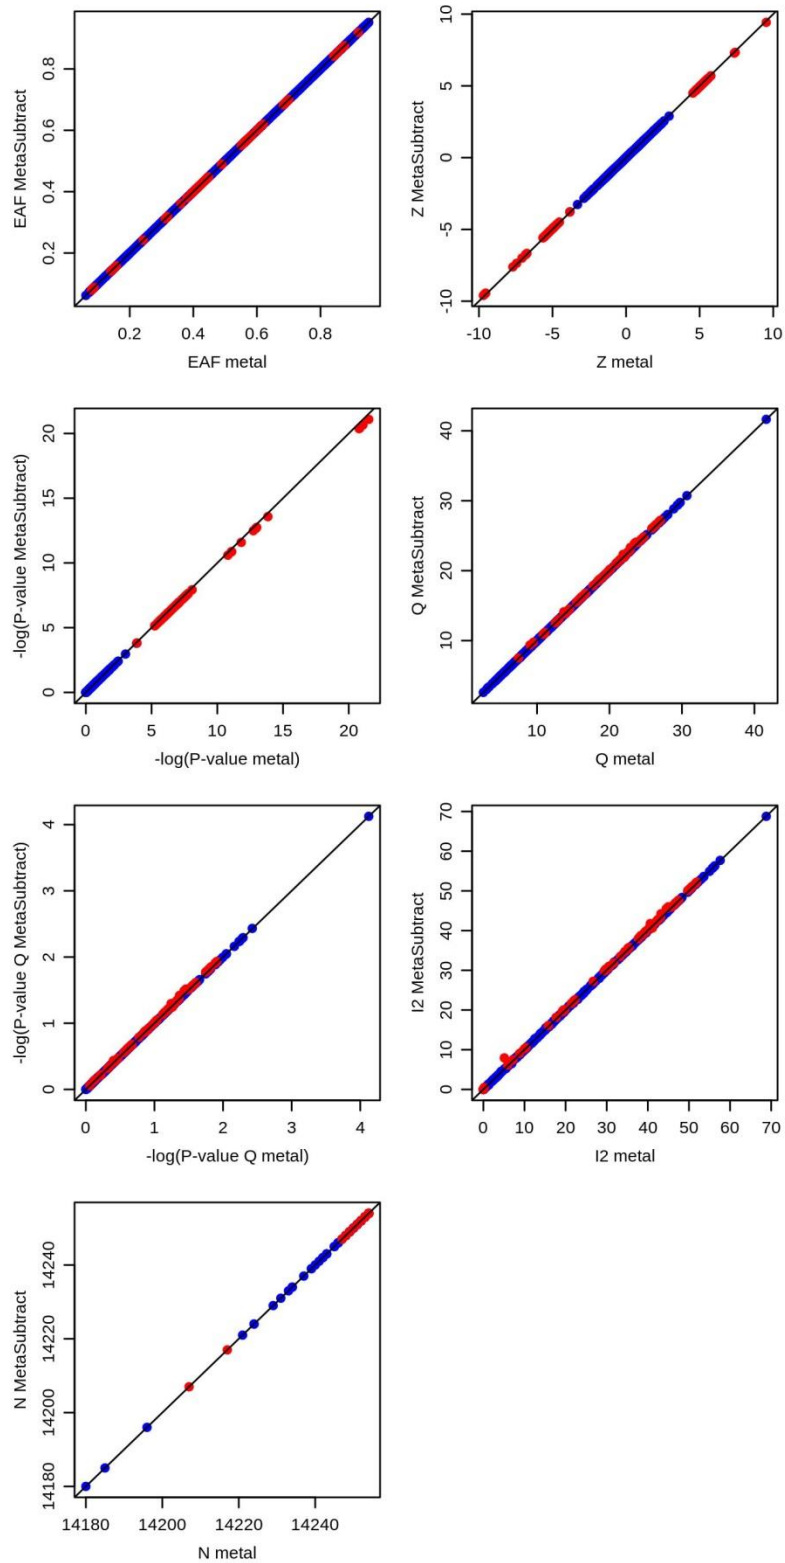 0.8
0.6
0.4
0.2
EAF MetaSubtract
0.2 0.4 0.6 0.8
EAF metal
10
5
0
-5
-10
Z MetaSubtract
-10 -5 0 5 10
Z metal
20
15
10
5
0
-log(P-value MetaSubtract)
0 5 10 15 20
-log(P-value metal)
40
30
20
10
Q MetaSubtract
10 20 30 40
Q metal
4
3
2
1
0
-log(P-value Q MetaSubtract)
0 1 2 3 4
-log(P-value Q metal)
70
60
50
40
30
20
10
0
I2 MetaSubtract
0 10 20 30 40 50 60 70
I2 metal
14240
14220
14200
14180
N MetaSubtract
14180 14200 14220 14240
N metal